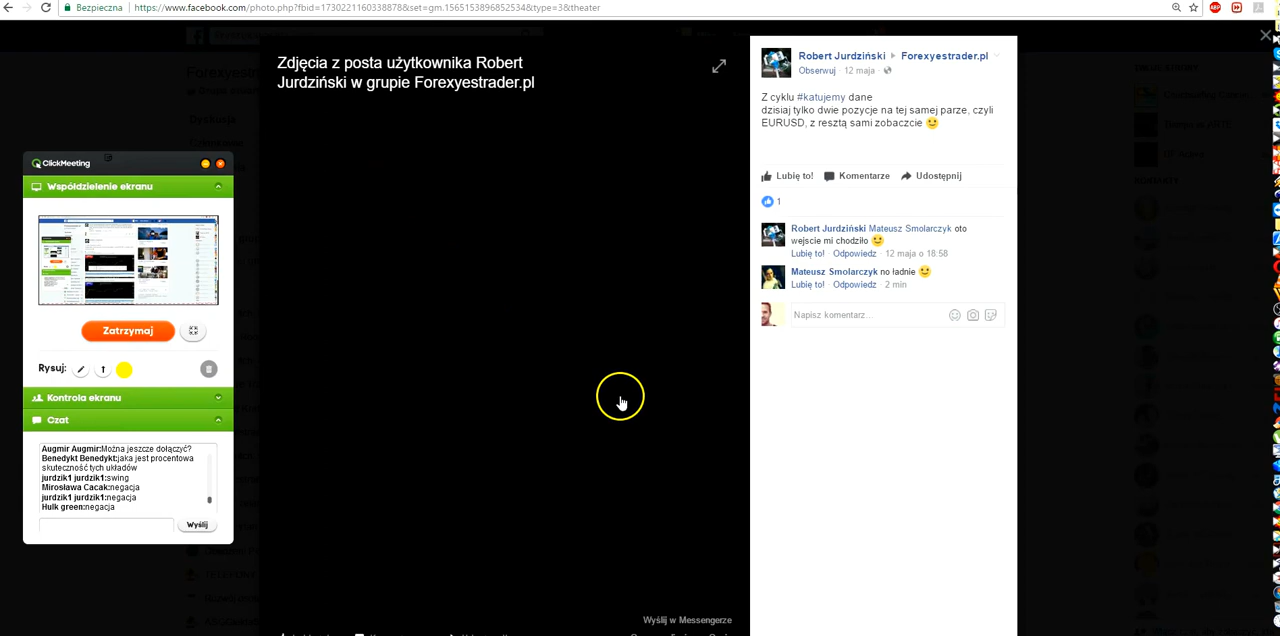 Bezpieczna
https://www.facebook.com/photo.php?fbid=1730221160338878&set=gm.1565153896852534&type=3&theater
Zdjęcia z posta użytkownika Robert
Jurdziński w grupie Forexyestrader.pl
Robert Jurdziński ▸ Forexyestrader.pl
Obserwuj · 12 maja ·
Z cyklu #katujemy dane
dzisiaj tylko dwie pozycje na tej samej parze, czyli
EURUSD, z resztą sami zobaczcie
Lubię to! Komentarze Udostępnij
1
Robert Jurdziński Mateusz Smolarczyk oto
wejscie mi chodziło
Lubię to! · Odpowiedz · 12 maja o 18:58
Mateusz Smolarczyk no ładnie
Lubię to! · Odpowiedz · 2 min
Napisz komentarz...
Wyślij w Messengerze
ClickMeeting
Współdzielenie ekranu
Zatrzymaj
Rysuj:
Kontrola ekranu
Czat
Augmir Augmir:Można jeszcze dołączyć?
Benedykt Benedykt:jaka jest procentowa
skuteczność tych układów
jurdzik1 jurdzik1:swing
Mirosława Cacak:negacja
jurdzik1 jurdzik1:negacja
Hulk green:negacja
Wyślij
Dyskusja